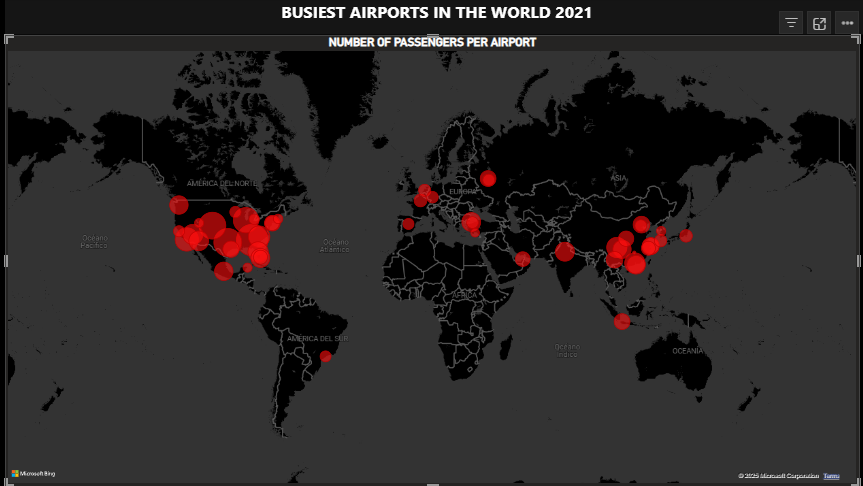 BUSIEST AIRPORTS IN THE WORLD 2021
NUMBER OF PASSENGERS PER AIRPORT
AMÉRICA DEL NORTE
EUROPA
ASIA
Océano
Pacífico
Océano
Atlántico
ÁFRICA
AMÉRICA DEL SUR
Océano
Índico
OCEANÍA
Microsoft Bing
© 2025 Microsoft Corporation Terms